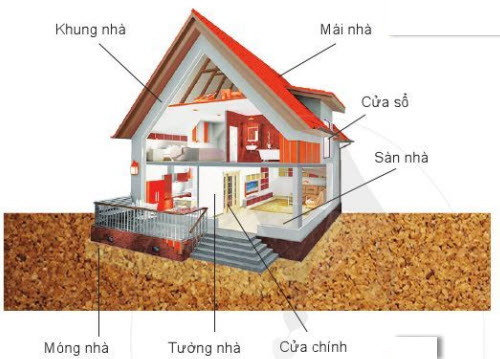 Khung nhà
Mái nhà
Cửa sổ
Sàn nhà
Móng nhà
Tường nhà
Cửa chính